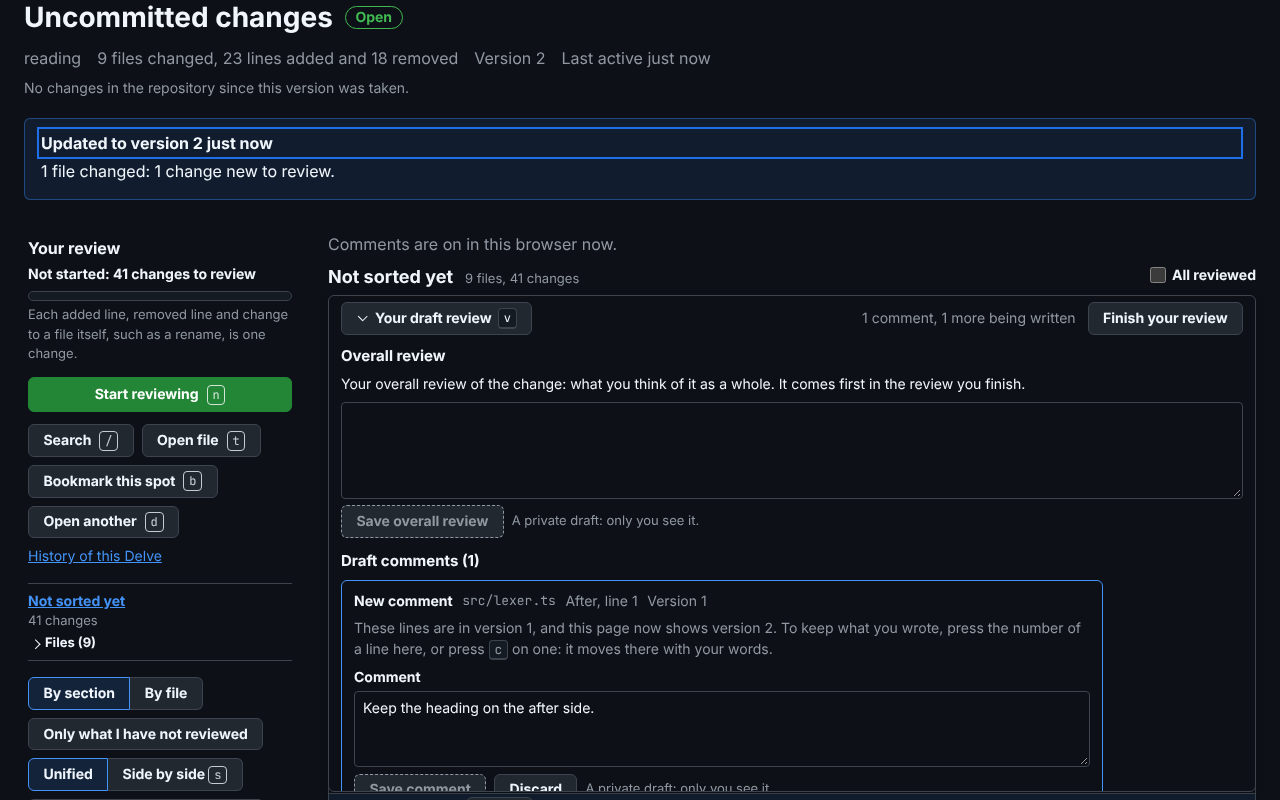 Uncommitted changes Open
reading 9 files changed, 23 lines added and 18 removed Version 2 Last active just now
No changes in the repository since this version was taken.
Updated to version 2 just now
1 file changed: 1 change new to review.
Your review
Not started: 41 changes to review
Each added line, removed line and change
to a file itself, such as a rename, is one
change.
Start reviewing n
Search / Open file t
Bookmark this spot b
Open another d
History of this Delve
Not sorted yet
41 changes
Files (9)
By section By file
Only what I have not reviewed
Unified Side by side s
Comments are on in this browser now.
Not sorted yet 9 files, 41 changes All reviewed
Your draft review v 1 comment, 1 more being written Finish your review
Overall review
Your overall review of the change: what you think of it as a whole. It comes first in the review you finish.
Save overall review A private draft: only you see it.
Draft comments (1)
New comment src/lexer.ts After, line 1 Version 1
These lines are in version 1, and this page now shows version 2. To keep what you wrote, press the number of
a line here, or press c on one: it moves there with your words.
Comment
Keep the heading on the after side.
Save comment Discard A private draft: only you see it.